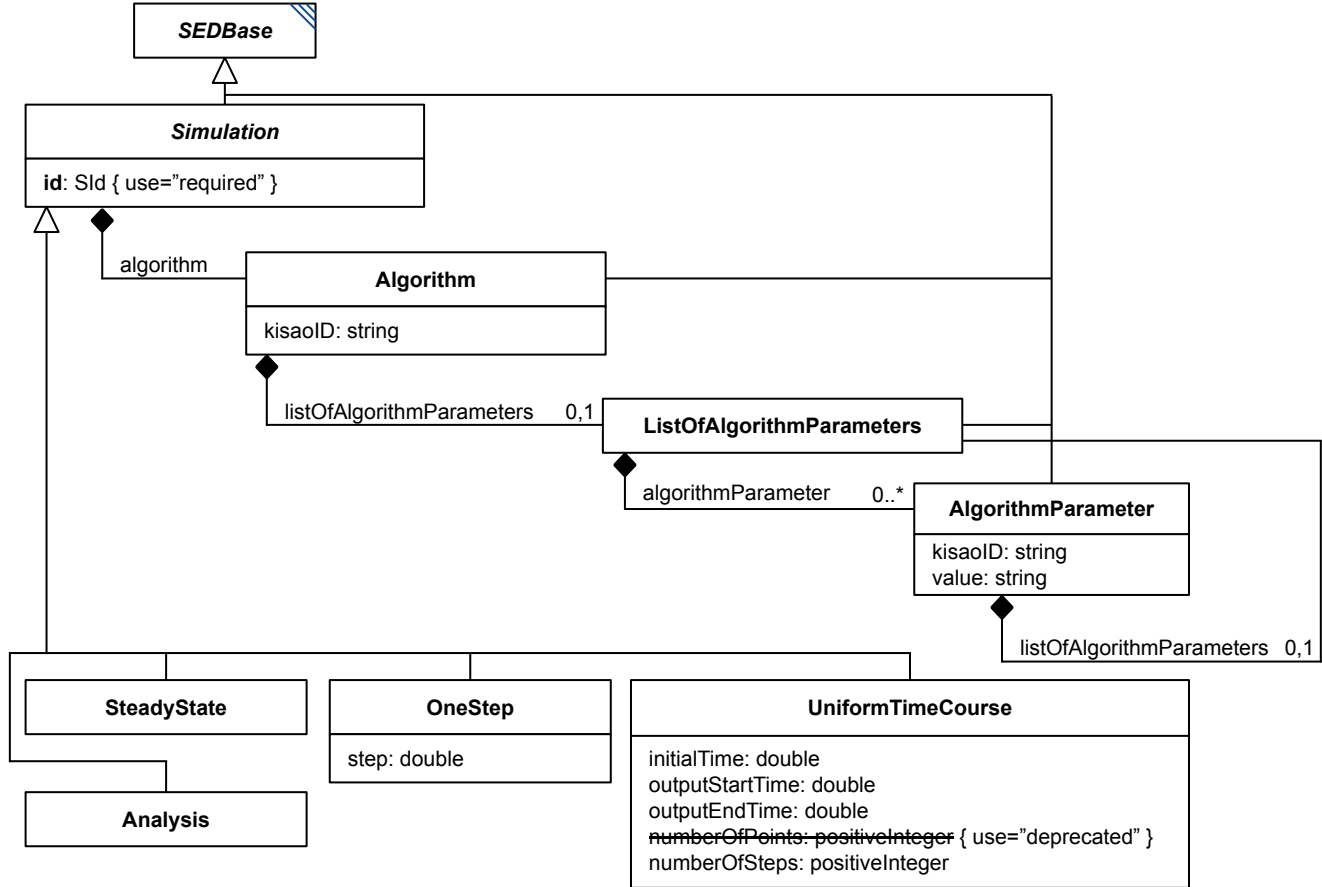 SEDBase
Simulation
id: SId { use=”required” }
algorithm
Algorithm
kisaoID: string
listOfAlgorithmParameters 0,1
ListOfAlgorithmParameters
algorithmParameter 0..*
AlgorithmParameter
kisaoID: string
value: string
listOfAlgorithmParameters 0,1
SteadyState
OneStep
step: double
UniformTimeCourse
initialTime: double
outputStartTime: double
outputEndTime: double
numberOfPoints: positiveInteger { use=”deprecated” }
numberOfSteps: positiveInteger
Analysis